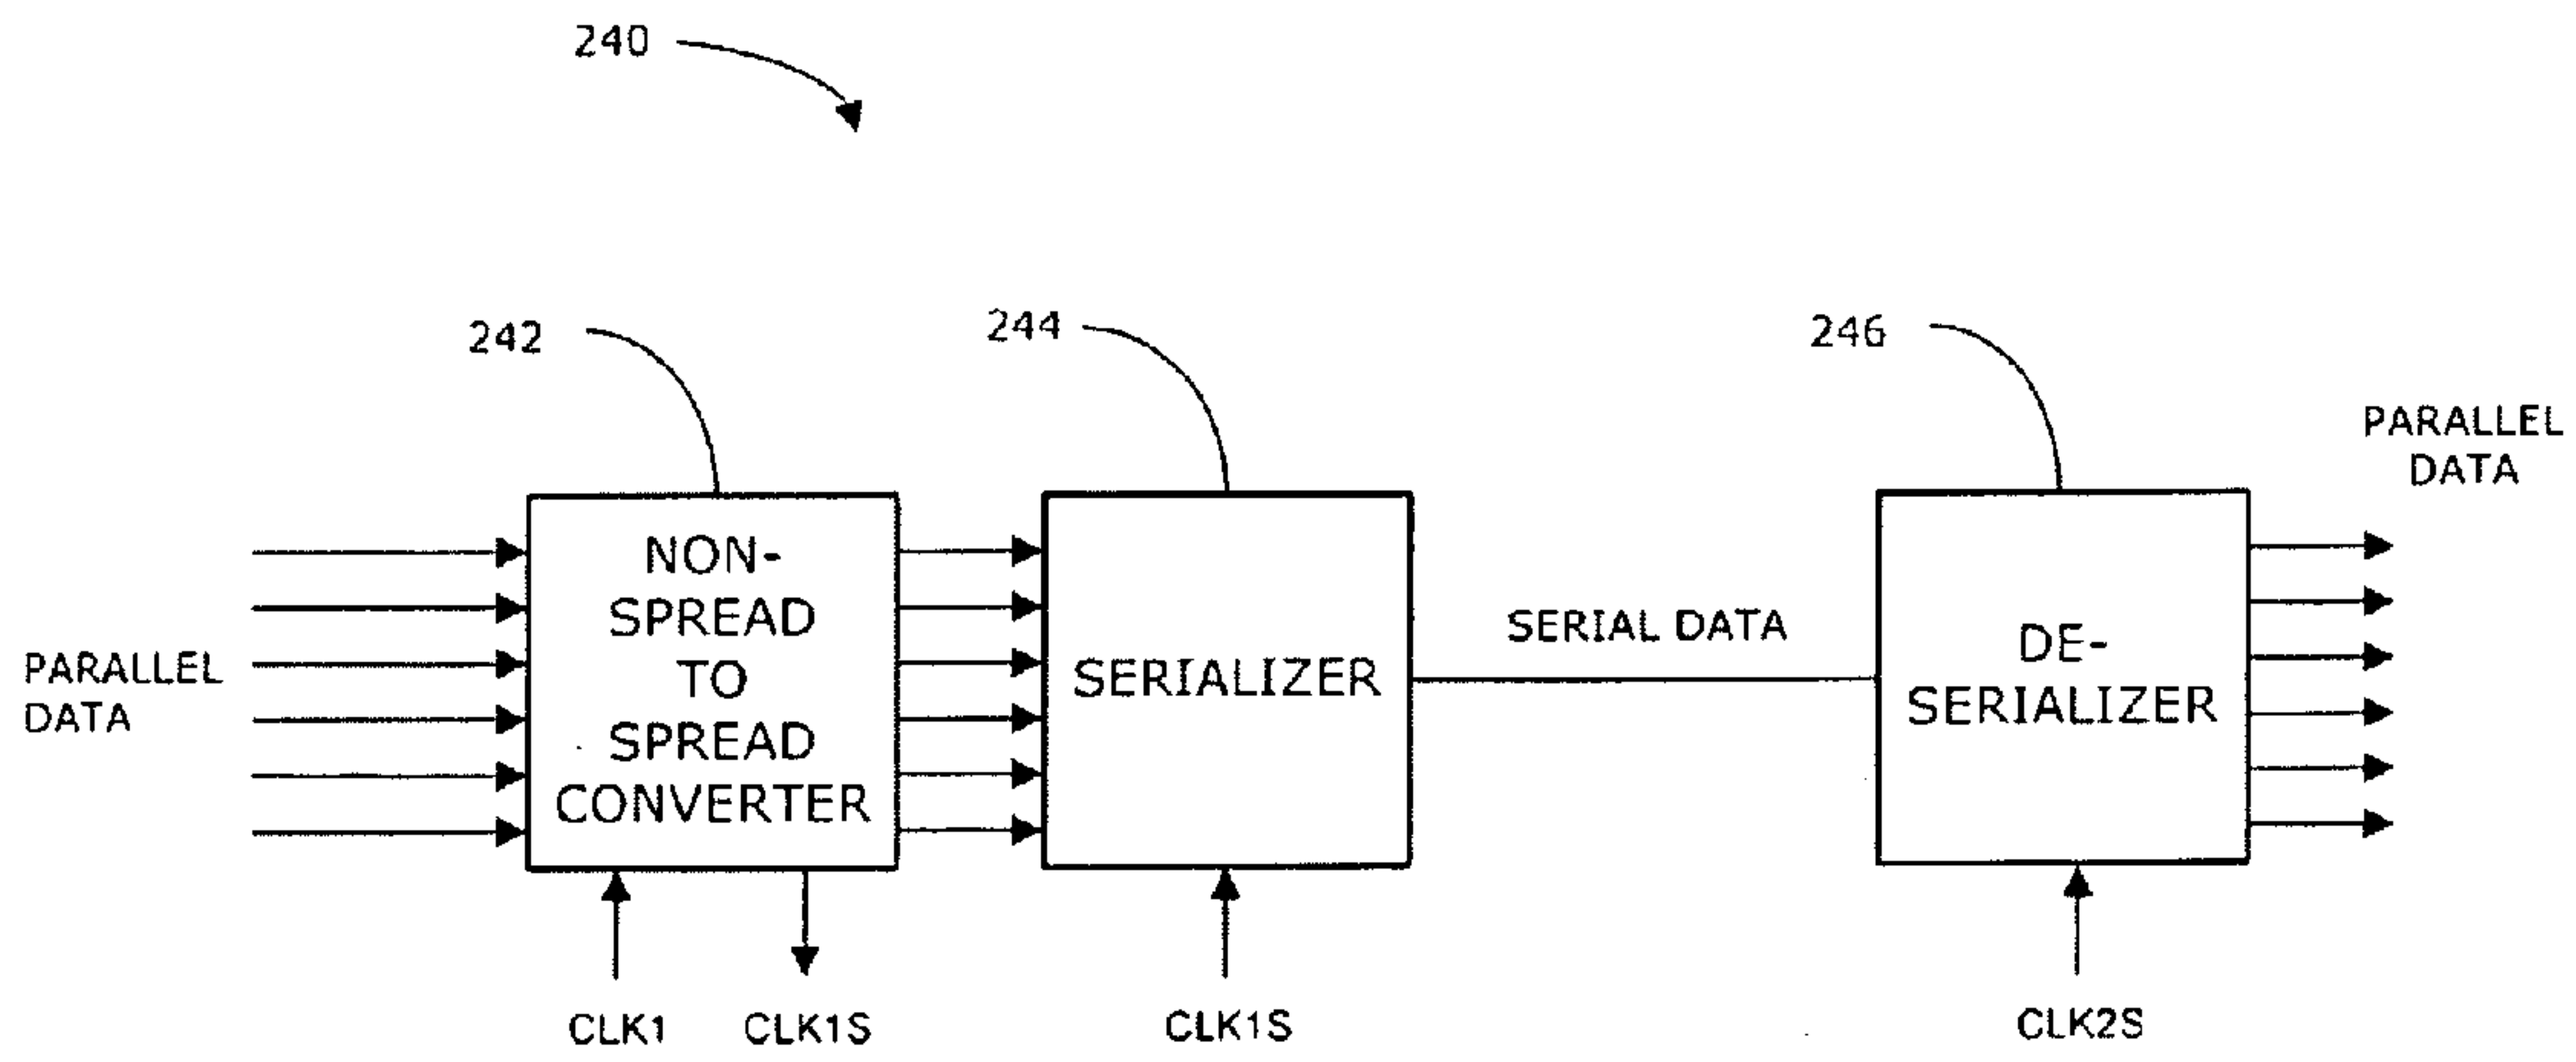 240
242
244
246
PARALLEL
DATA
NON-
SPREAD
TO
SPREAD
CONVERTER
SERIALIZER
SERIAL DATA
DE-
SERIALIZER
PARALLEL
DATA
CLK1
CLK1S
CLK1S
CLK2S